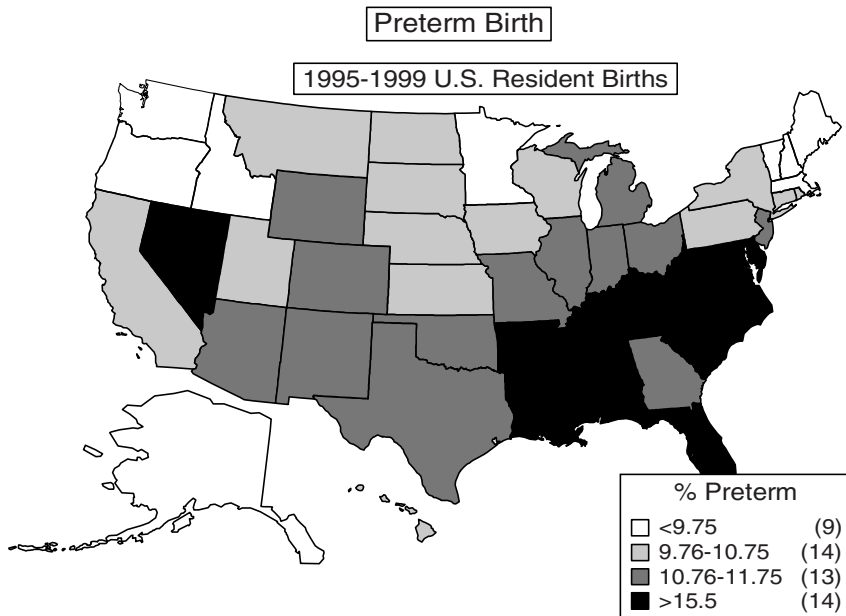 Preterm Birth
1995-1999 U.S. Resident Births
% Preterm
<9.75 (9)
9.76-10.75 (14)
10.76-11.75 (13)
>15.5 (14)